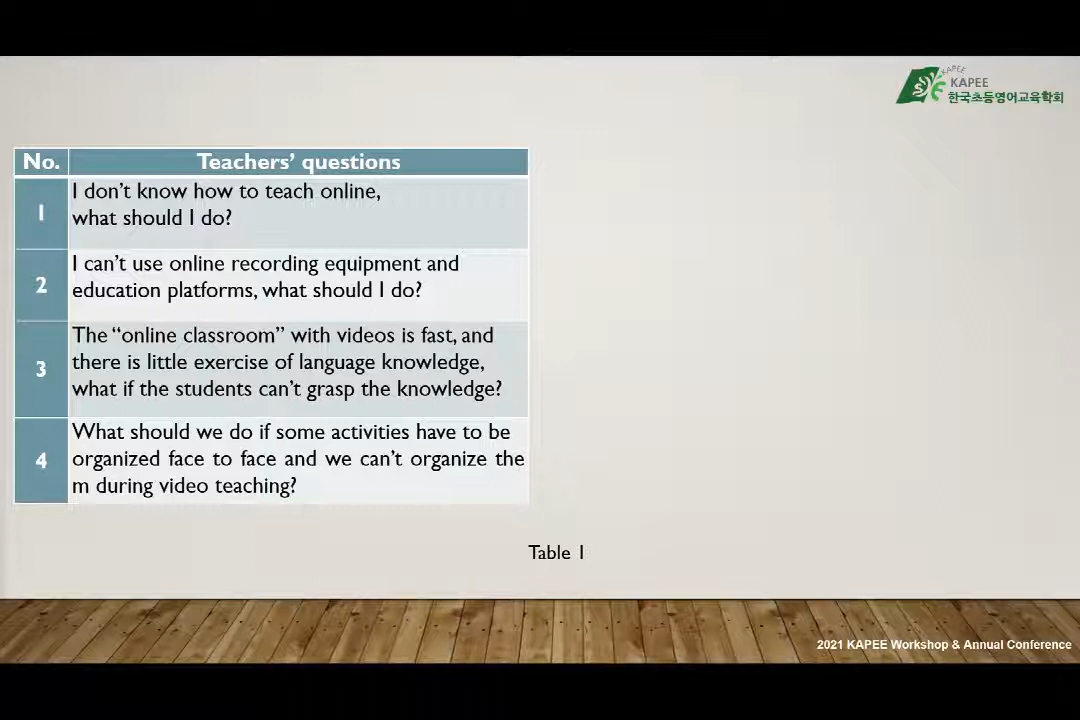 KAPEE
KAPEE
한국초등영어교육학회
No. Teachers' questions
1
I don't know how to teach online,
what should I do?
2
I can't use online recording equipment and
education platforms, what should I do?
3
The “online classroom” with videos is fast, and
there is little exercise of language knowledge,
what if the students can't grasp the knowledge?
4
What should we do if some activities have to be
organized face to face and we can't organize the
m during video teaching?
Table 1
2021 KAPEE Workshop & Annual Conference